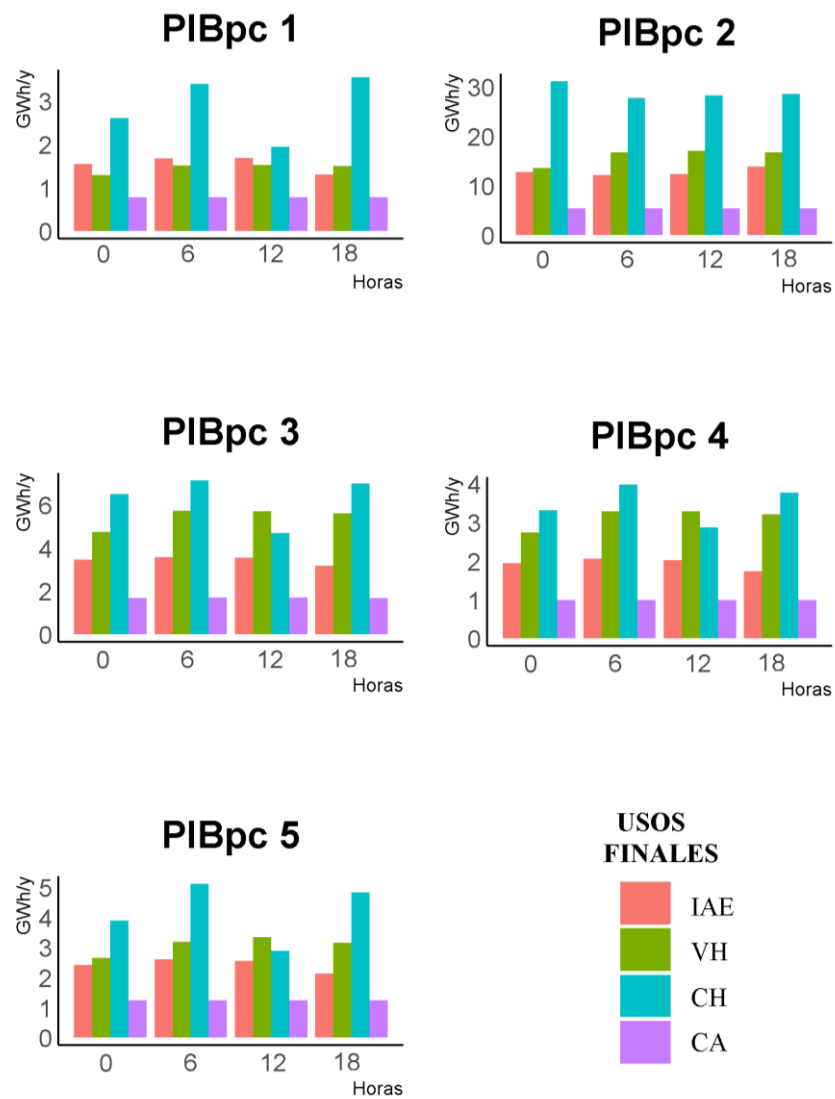 PIBpc 1
GWh/y
3
2
1
0
0 6 12 18
Horas
PIBpc 2
GWh/y
30
20
10
0
0 6 12 18
Horas
PIBpc 3
GWh/y
6
4
2
0
0 6 12 18
Horas
PIBpc 4
GWh/y
4
3
2
1
0
0 6 12 18
Horas
PIBpc 5
GWh/y
5
4
3
2
1
0
0 6 12 18
Horas
USOS
FINALES
IAE
VH
CH
CA